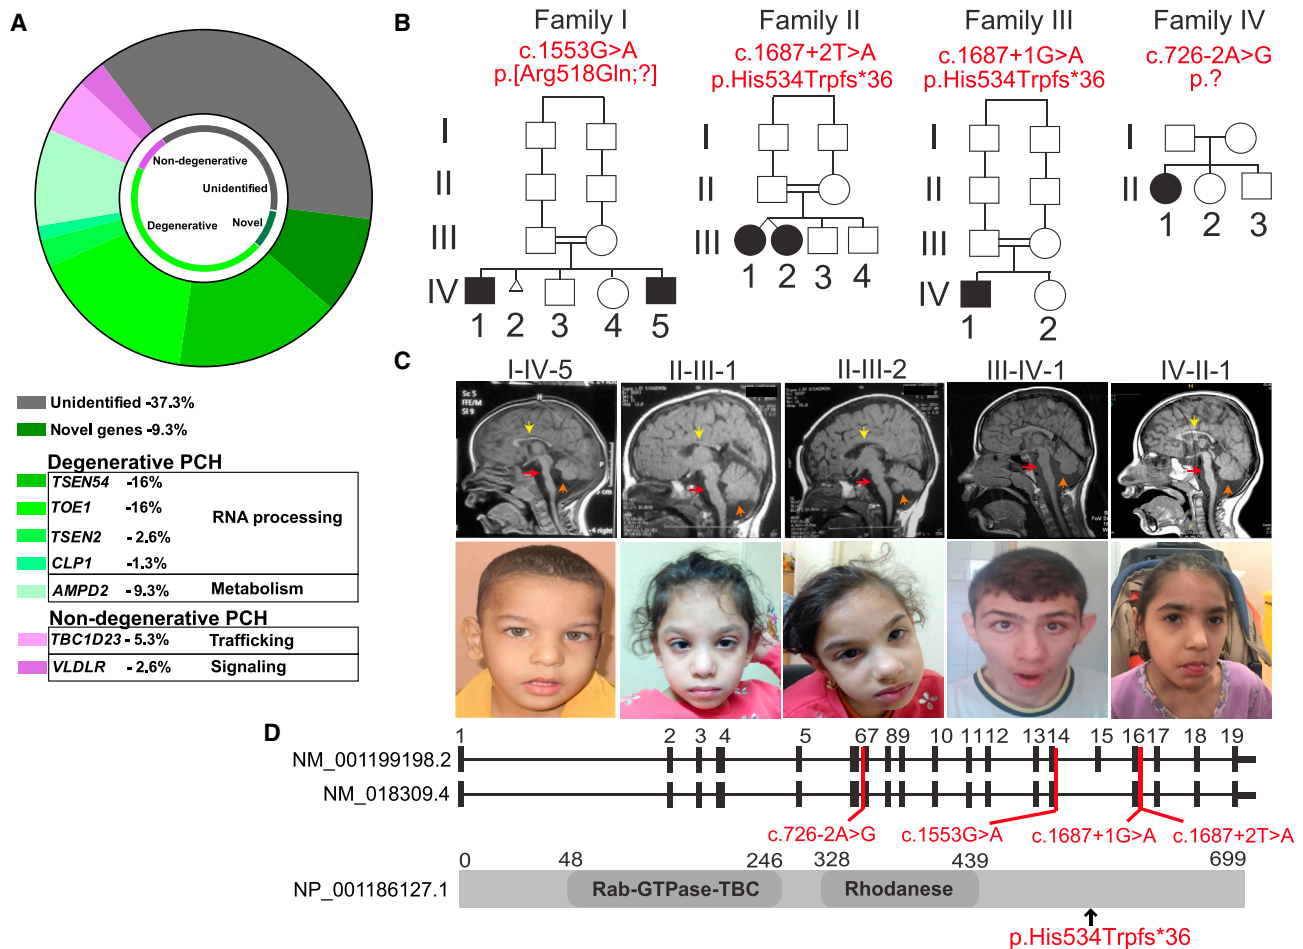 A
Non-degenerative
Unidentified
Degenerative
Novel
Unidentified -37.3%
Novel genes -9.3%
Degenerative PCH
TSEN54 -16%
TOE1 -16%
RNA processing
TSEN2 - 2.6%
CLP1 -1.3%
AMPD2 - 9.3% Metabolism
Non-degenerative PCH
TBC1D23 - 5.3% Trafficking
VLDLR - 2.6% Signaling
B
Family I
c.1553G>A
p.[Arg518Gln;?]
I
II
III
IV
1 2 3 4 5
Family II
c.1687+2T>A
p.His534Trpfs*36
I
II
III
1 2 3 4
Family III
c.1687+1G>A
p.His534Trpfs*36
I
II
III
IV
1 2
Family IV
c.726-2A>G
p.?
I
II
1 2 3
C
I-IV-5 II-III-1 II-III-2 III-IV-1 IV-II-1
Sc 5
FFE/M
Sl 9
H
D
1 2 3 4 5 67 89 10 11 12 13 14 15 16 17 18 19
NM_001199198.2
NM_018309.4
c.726-2A>G c.1553G>A c.1687+1G>A c.1687+2T>A
0 48 246 328 439 699
NP_001186127.1 Rab-GTPase-TBC Rhodanese
p.His534Trpfs*36